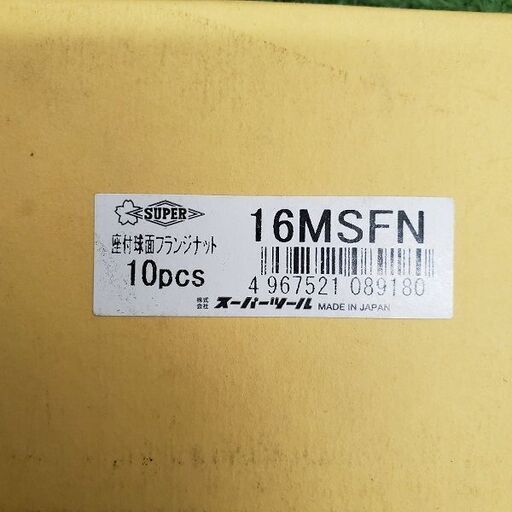 SUPER
16MSFN
座付球面フランジナット
10pcs
4 967521 089180
株式会社 スーパーツール MADE IN JAPAN